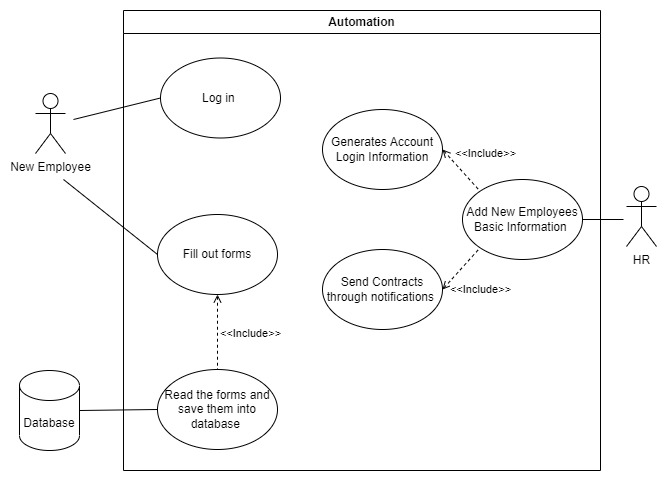 Automation
Log in
New Employee
Generates Account
Login Information
<<Include>>
Add New Employees
Basic Information
HR
Fill out forms
Send Contracts
through notifications
<<Include>>
<<Include>>
Read the forms and
save them into
database
Database